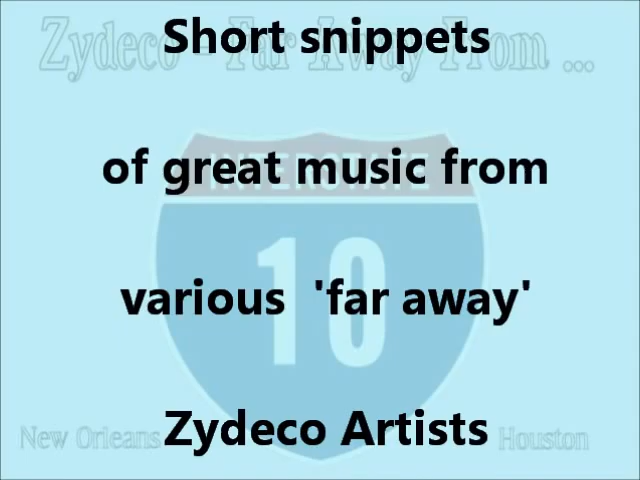 Short snippets
Zydeco - Far Away From ...
of great music from
INTERSTATE
various 'far away'
10
Zydeco Artists
New Orleans Houston